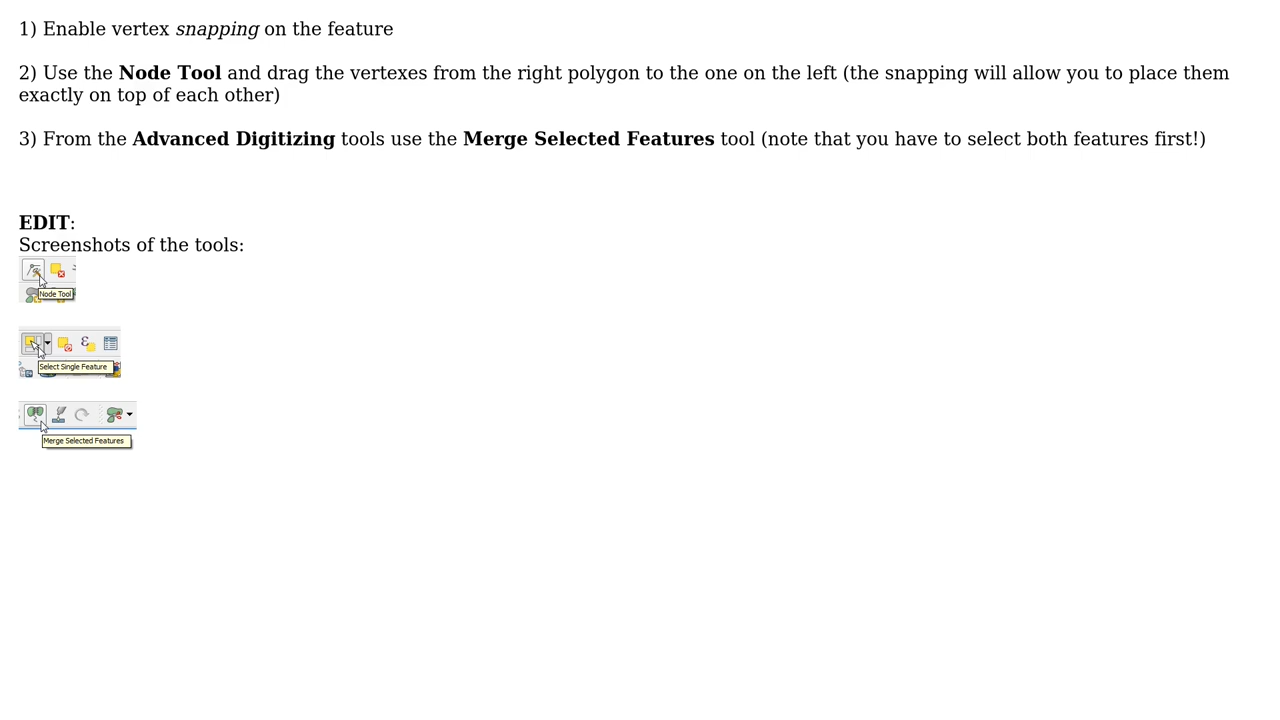 1) Enable vertex snapping on the feature
2) Use the Node Tool and drag the vertexes from the right polygon to the one on the left (the snapping will allow you to place them
exactly on top of each other)
3) From the Advanced Digitizing tools use the Merge Selected Features tool (note that you have to select both features first!)
EDIT:
Screenshots of the tools:
Node Tool
Select Single Feature
Merge Selected Features